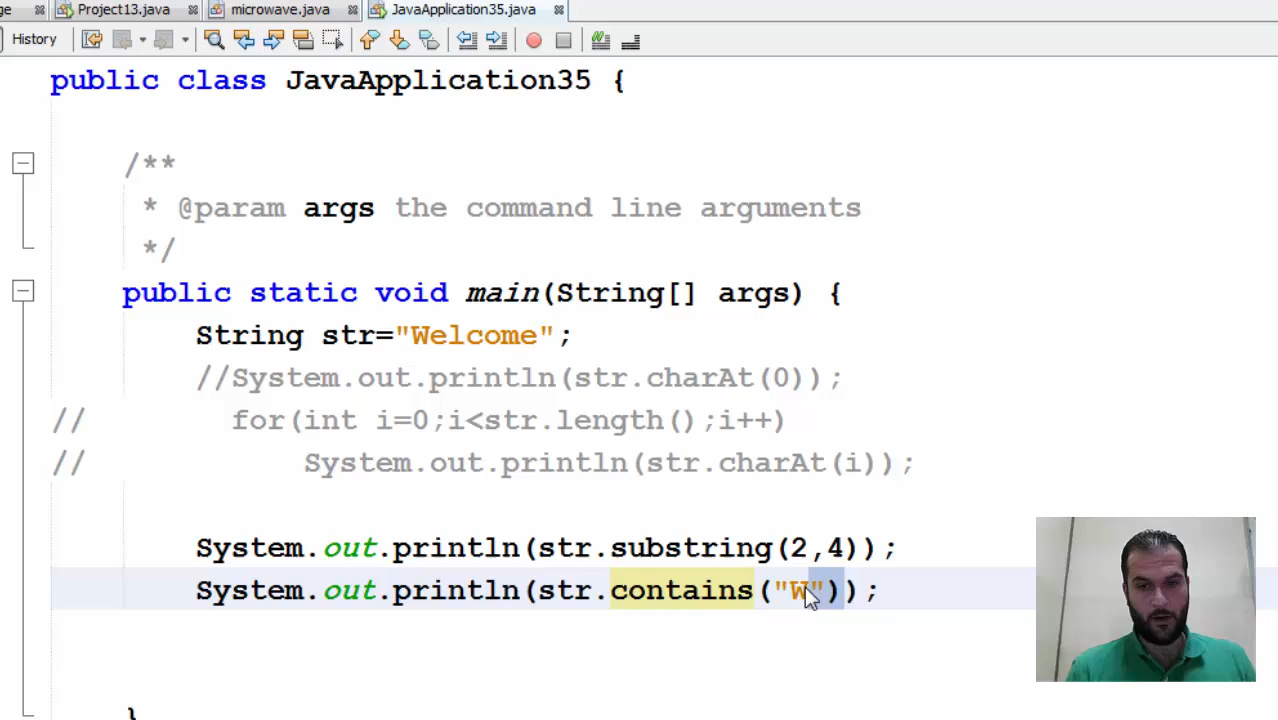 ge Project13.java microwave.java JavaApplication35.java
History
public class JavaApplication35 {
/**
* @param args the command line arguments
*/
public static void main(String[] args) {
String str="Welcome";
//System.out.println(str.charAt(0));
// for(int i=0;i<str.length();i++)
// System.out.println(str.charAt(i));
System.out.println(str.substring(2,4));
System.out.println(str.contains("W"));
}